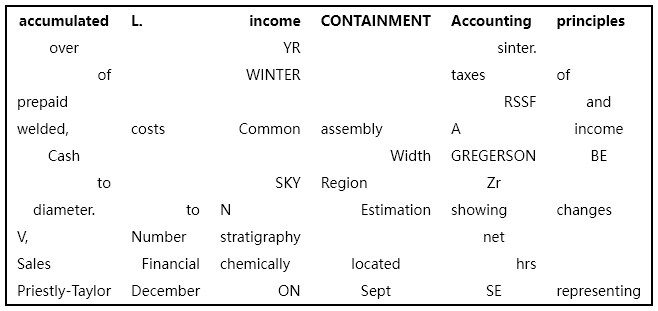 accumulated L. income CONTAINMENT Accounting principles
over YR sinter.
of WINTER taxes of
prepaid RSSF and
welded, costs Common assembly A income
Cash Width GREGERSON BE
to SKY Region Zr
diameter. to N Estimation showing changes
V, Number stratigraphy net
Sales Financial chemically located hrs
Priestly-Taylor December ON Sept SE representing